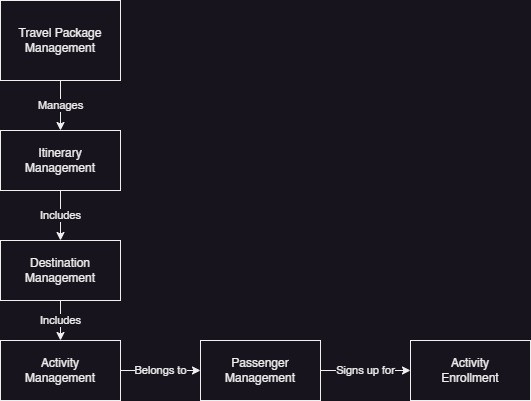 Travel Package
Management
Manages
Itinerary
Management
Includes
Destination
Management
Includes
Activity
Management
Belongs to
Passenger
Management
Signs up for
Activity
Enrollment